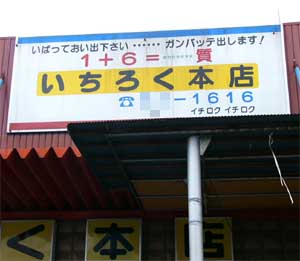 いばっておい出下さい…… ガンバッテ出します!
1+6= 質
いちろく本店
☎ -1616
イチロク イチロク
く本店